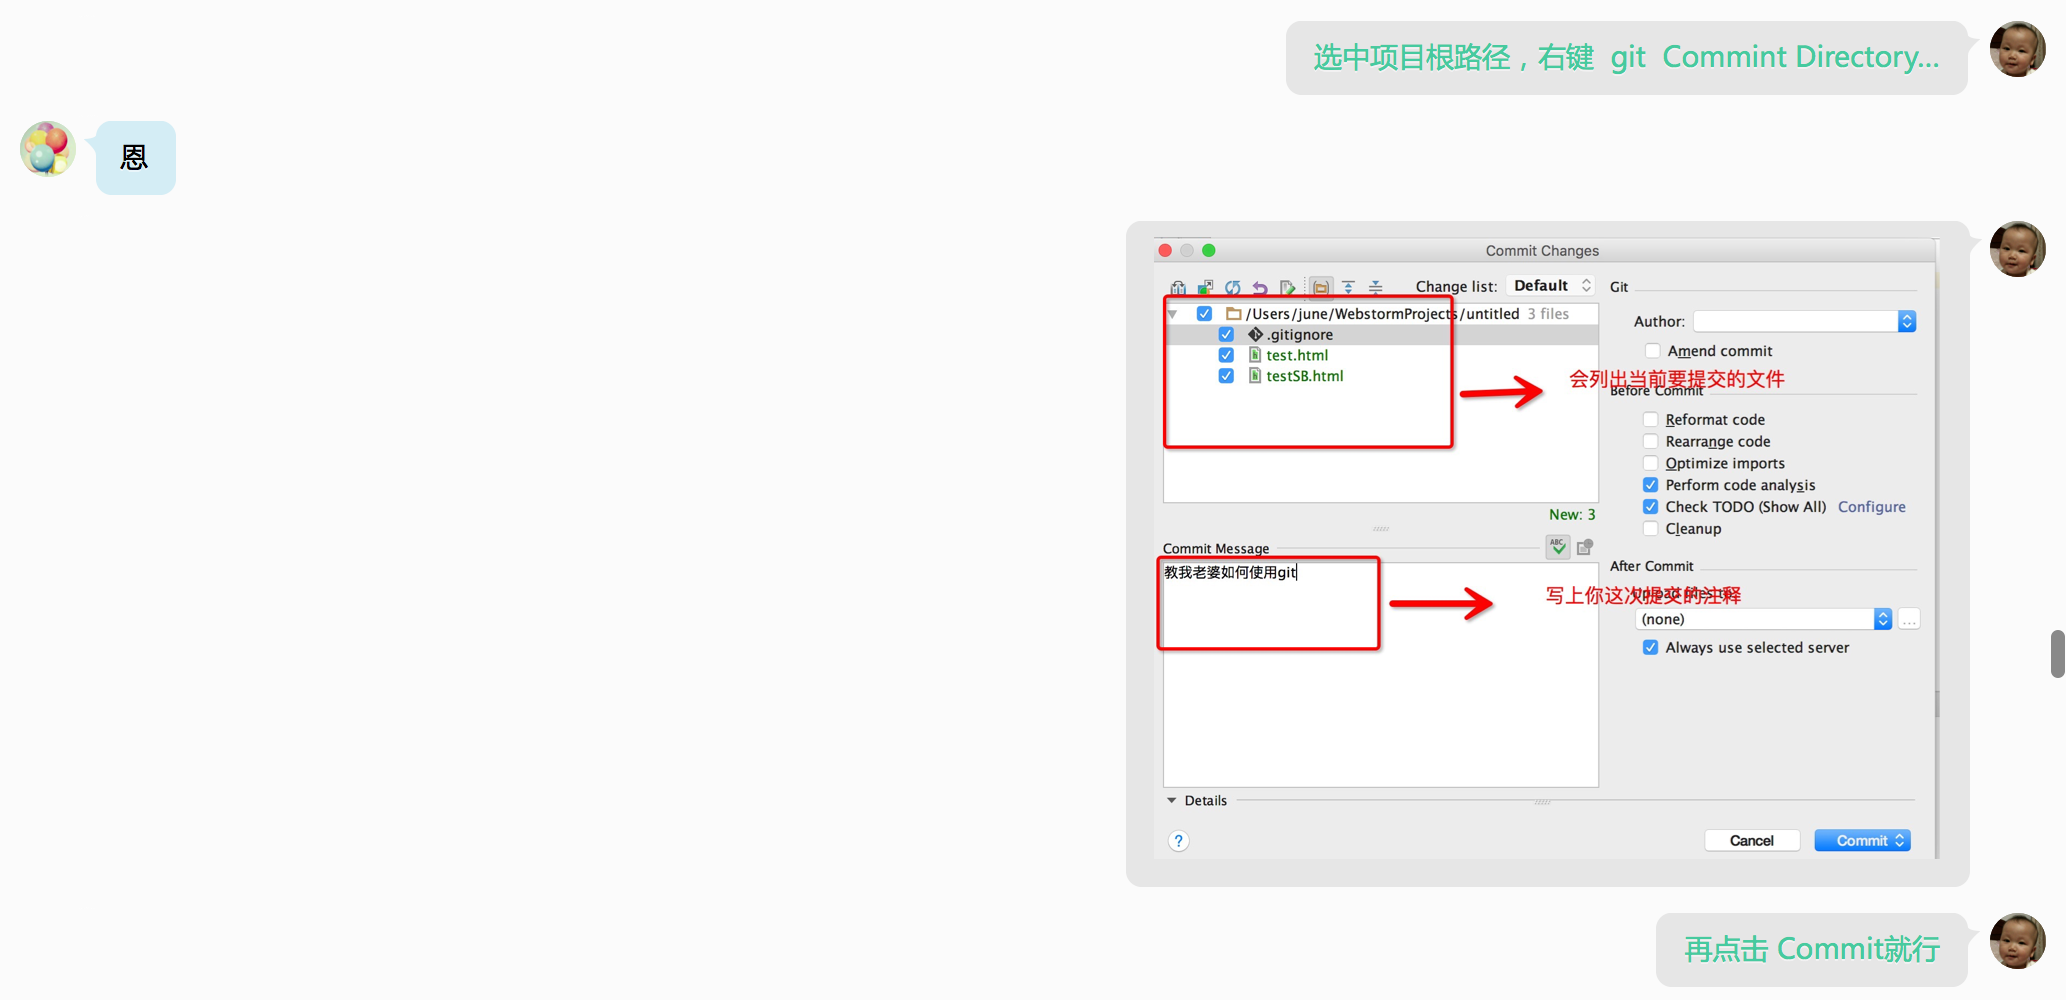 选中项目根路径，右键 git Commint Directory...
恩
Commit Changes
Change list: Default
/Users/june/WebstormProjects/untitled 3 files
.gitignore
test.html
testSB.html
New: 3
Commit Message
ABC
教我老婆如何使用git
Details
?
Git
Author:
Amend commit
会列出当前要提交的文件
Before Commit
Reformat code
Rearrange code
Optimize imports
Perform code analysis
Check TODO (Show All) Configure
Cleanup
After Commit
写上你这次提交的注释
Upload files to:
(none)
...
Always use selected server
Cancel
Commit
再点击 Commit就行